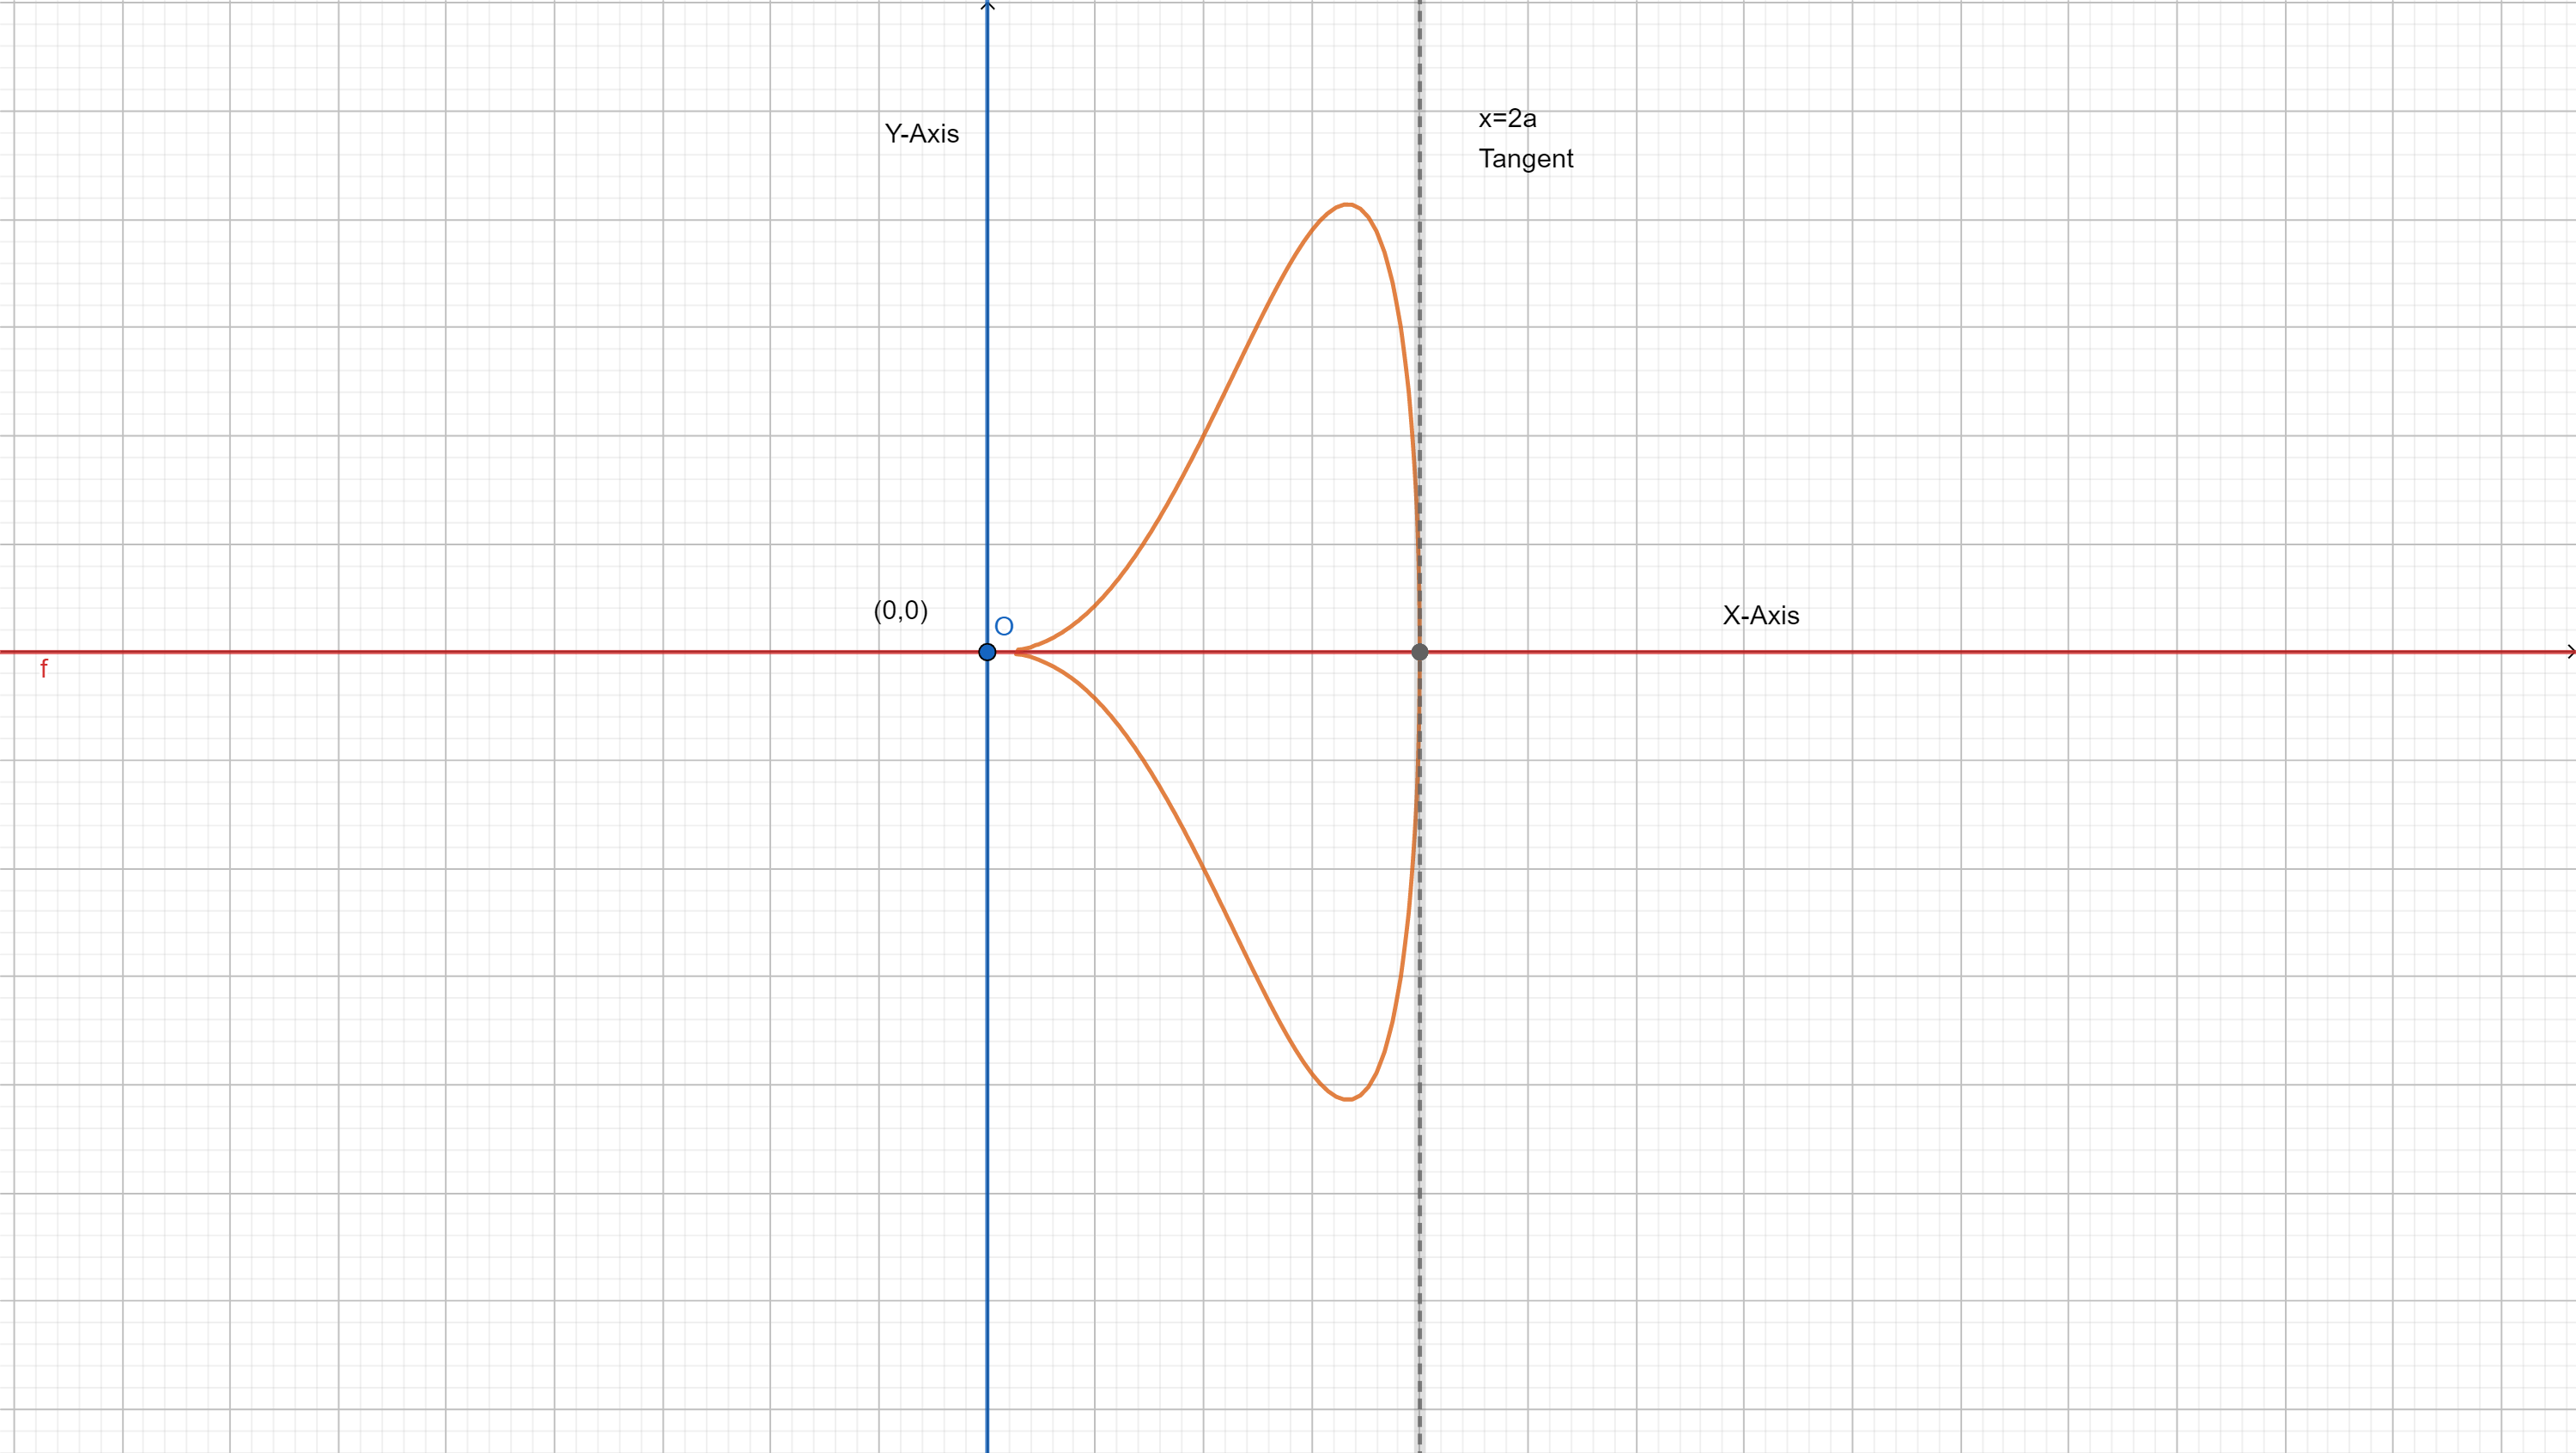 x=2a
Tangent
Y-Axis
(0,0)
O
X-Axis
f